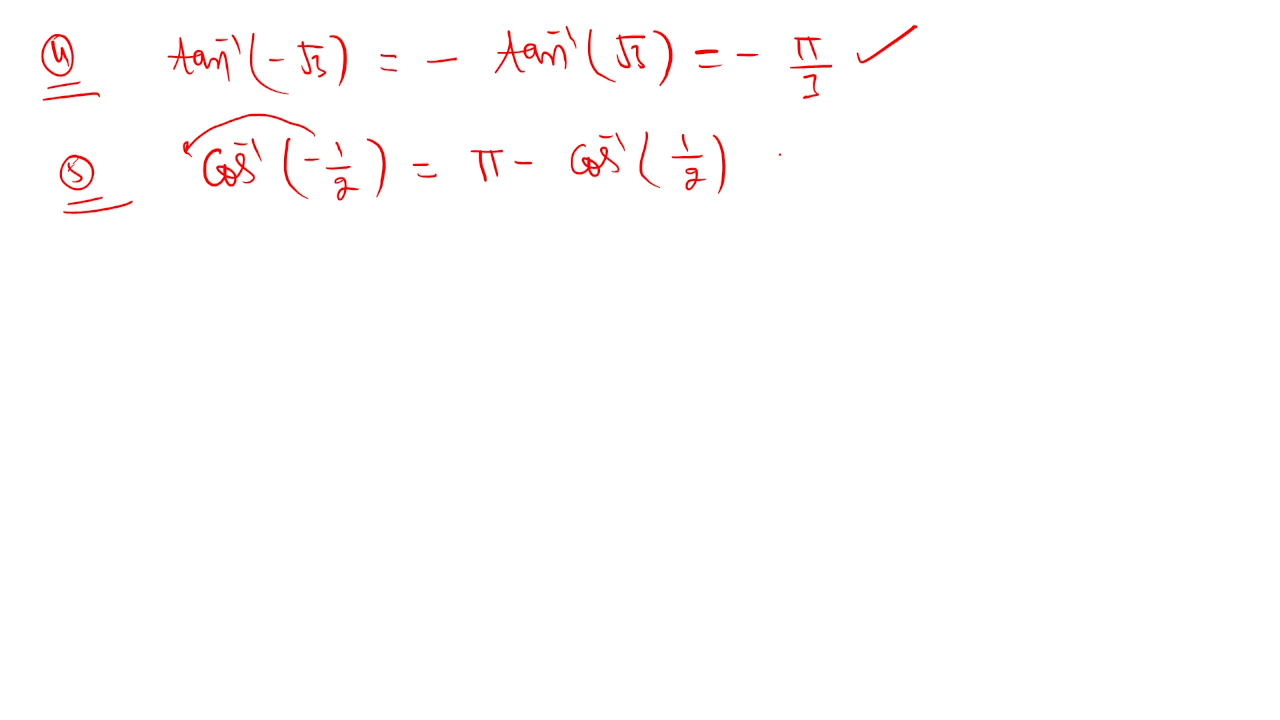 ④ tan⁻¹(-√3) = - tan⁻¹(√3) = - π/3 ✓
⑤ cos⁻¹(-1/2) = π - cos⁻¹(1/2)